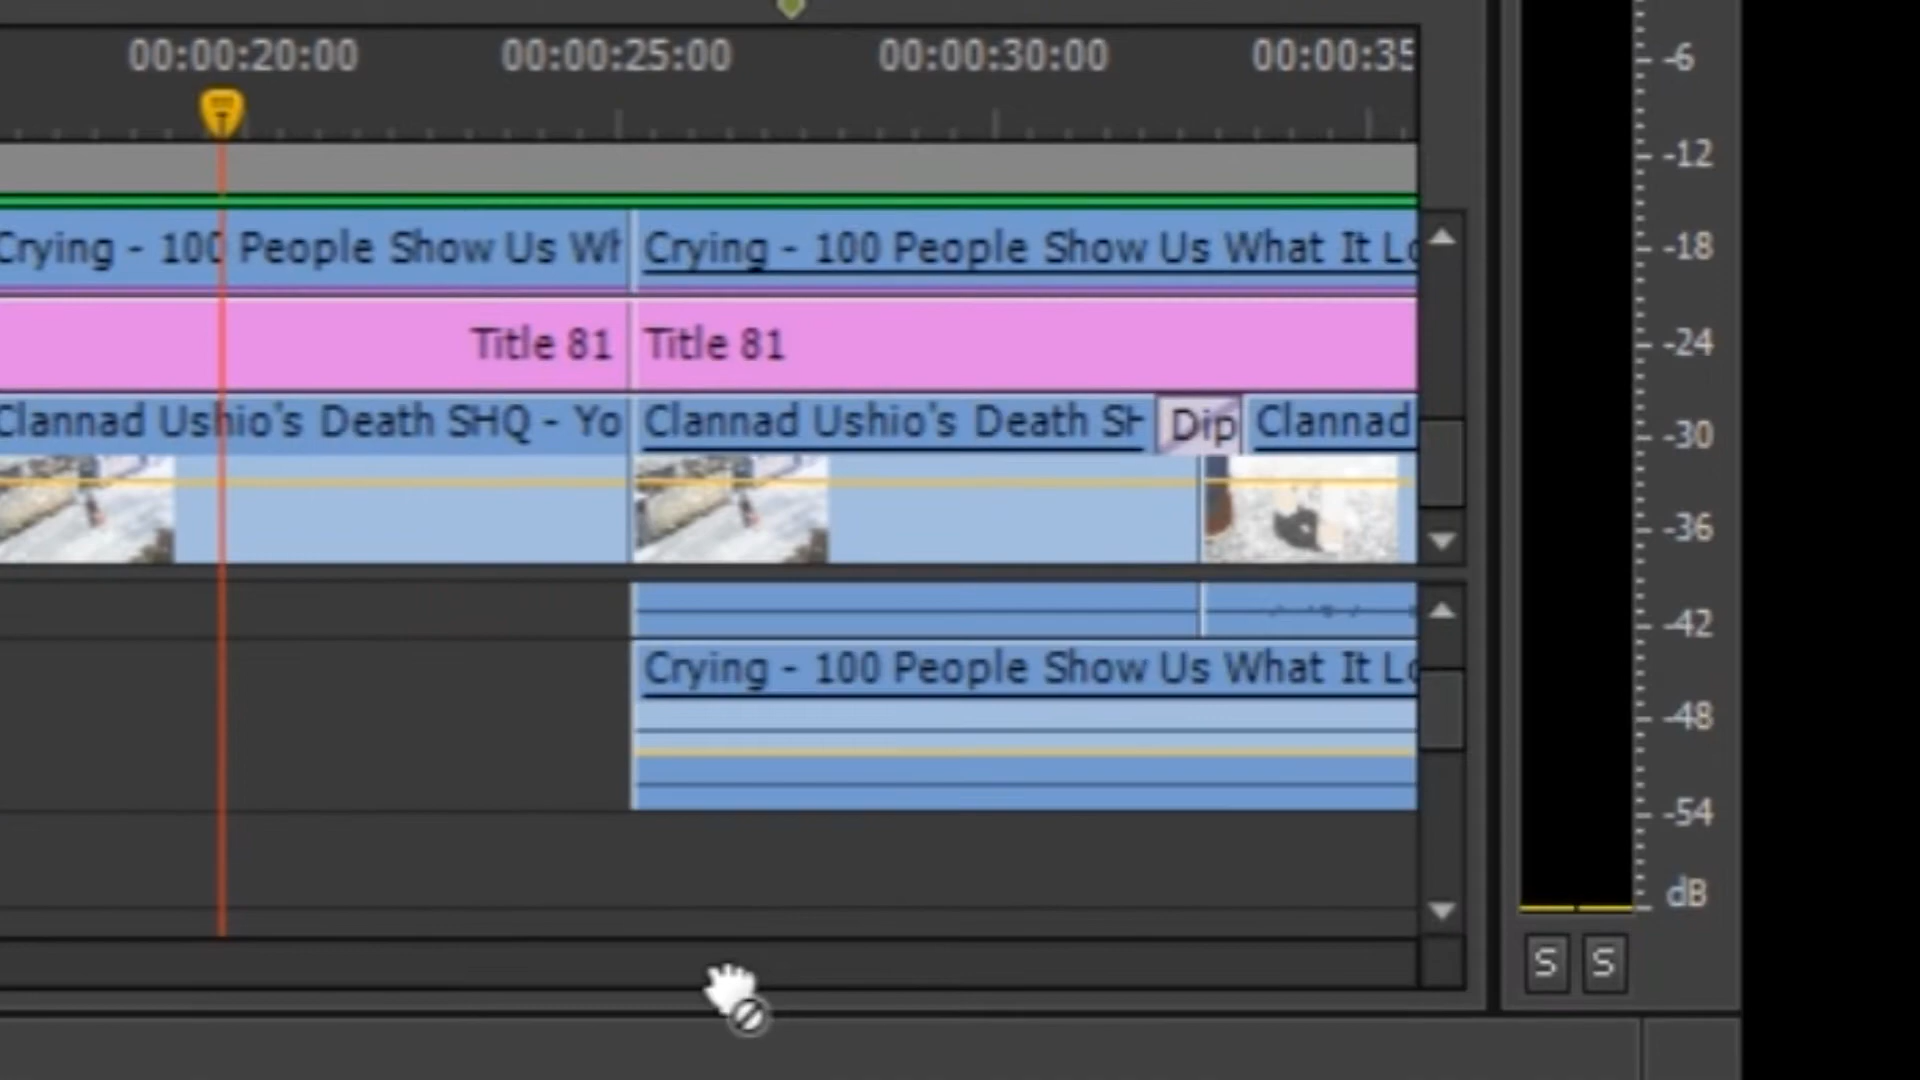 00:00:20:00 00:00:25:00 00:00:30:00 00:00:35
Crying - 100 People Show Us Wh Crying - 100 People Show Us What It Lo
Title 81 Title 81
Clannad Ushio's Death SHQ - Yo Clannad Ushio's Death SH Dip Clannad
Crying - 100 People Show Us What It Lo
-6
-12
-18
-24
-30
-36
-42
-48
-54
dB
S S